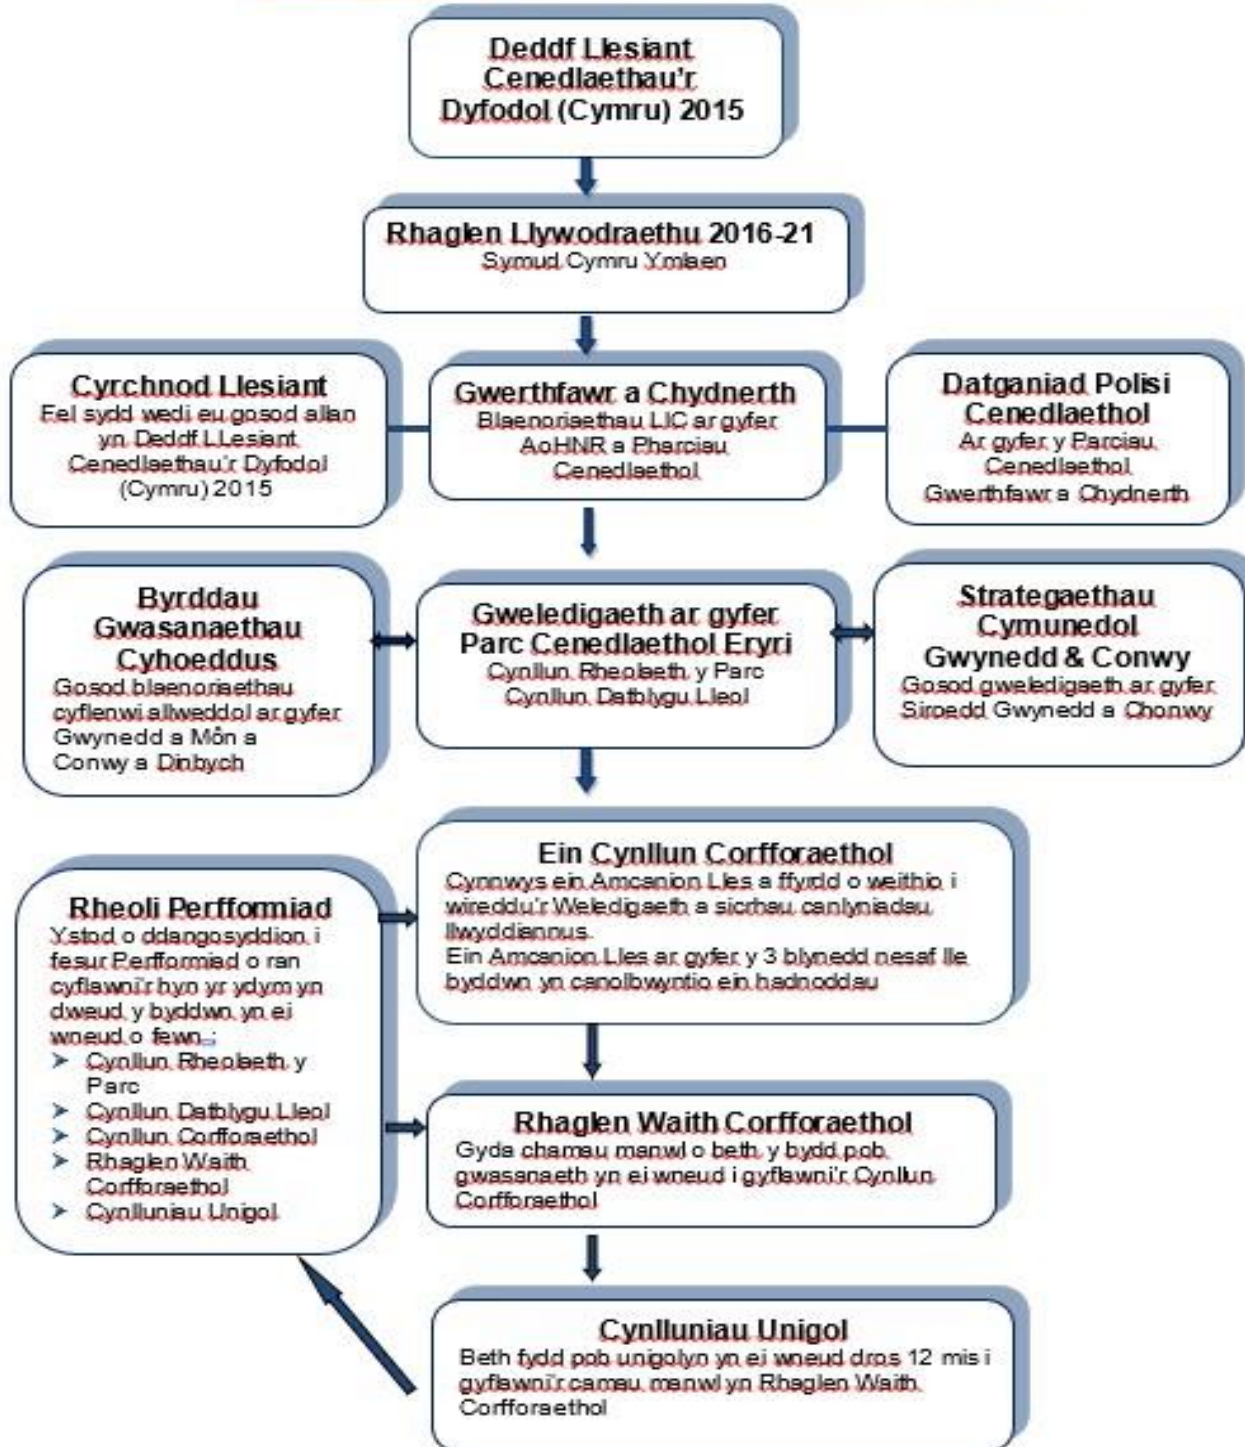 Deddf Llesiant
Cenedlaethau'r
Dyfodol (Cymru) 2015
Rhaglen Llywodraethu 2016-21
Symud Cymru Ymlaen
Cyrchnod Llesiant
Fel sydd wedi eu gosod allan
yn Deddf LLesiant
Cenedlaethau'r Dyfodol
(Cymru) 2015
Gwerthfawr a Chydnerth
Blaenoriaethau LlC ar gyfer
AoHNR a Pharciau
Cenedlaethol
Datganiad Polisi
Cenedlaethol
Ar gyfer y Parciau
Cenedlaethol
Gwerthfawr a Chydnerth
Byrddau
Gwasanaethau
Cyhoeddus
Gosod blaenoriaethau
cyflenwi allweddol ar gyfer
Gwynedd a Môn a
Conwy a Dinbych
Gweledigaeth ar gyfer
Parc Cenedlaethol Eryri
Cynllun Rheolaeth y Parc
Cynllun Datblygu Lleol
Strategaethau
Cymunedol
Gwynedd & Conwy
Gosod gweledigaeth ar gyfer
Siroedd Gwynedd a Chonwy
Ein Cynllun Corfforaethol
Cynnwys ein Amcanion Lles a ffyrdd o weithio i
wireddu'r Weledigaeth a sicrhau canlyniadau
llwyddiannus.
Ein Amcanion Lles ar gyfer y 3 blynedd nesaf lle
byddwn yn canolbwyntio ein hadnoddau
Rheoli Perfformiad
Ystod o ddangosyddion i
fesur Perfformiad o ran
cyflawni'r hyn yr ydym yn
dweud y byddwn yn ei
wneud o fewn :
➢ Cynllun Rheolaeth y
Parc
➢ Cynllun Datblygu Lleol
➢ Cynllun Corfforaethol
➢ Rhaglen Waith
Corfforaethol
➢ Cynlluniau Unigol
Rhaglen Waith Corfforaethol
Gyda chamau manwl o beth y bydd pob
gwasanaeth yn ei wneud i gyflawni'r Cynllun
Corfforaethol
Cynlluniau Unigol
Beth fydd pob unigolyn yn ei wneud dros 12 mis i
gyflawni'r camau manwl yn Rhaglen Waith
Corfforaethol